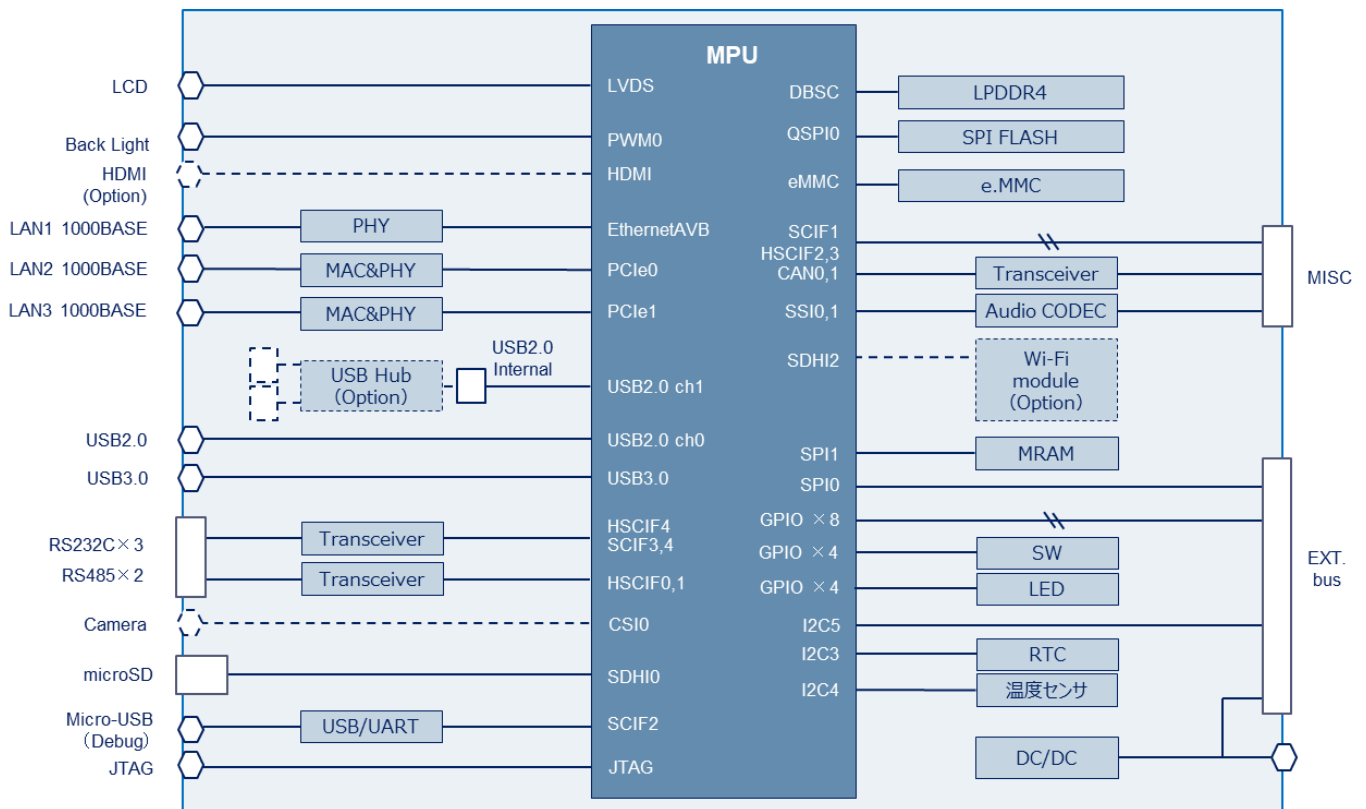 MPU
LCD
LVDS
DBSC
LPDDR4
Back Light
PWM0
QSPI0
SPI FLASH
HDMI
(Option)
HDMI
eMMC
e.MMC
LAN1 1000BASE
PHY
EthernetAVB
SCIF1
HSCIF2,3
CAN0,1
Transceiver
MISC
LAN2 1000BASE
MAC&PHY
PCIe0
LAN3 1000BASE
MAC&PHY
PCIe1
SSI0,1
Audio CODEC
USB2.0
Internal
USB Hub
(Option)
USB2.0 ch1
SDHI2
Wi-Fi
module
(Option)
USB2.0
USB2.0 ch0
SPI1
MRAM
USB3.0
USB3.0
SPI0
RS232C×3
Transceiver
HSCIF4
SCIF3,4
GPIO ×8
GPIO ×4
SW
RS485×2
Transceiver
HSCIF0,1
GPIO ×4
LED
EXT.
bus
Camera
CSI0
I2C5
I2C3
RTC
microSD
SDHI0
I2C4
温度センサ
Micro-USB
(Debug)
USB/UART
SCIF2
JTAG
JTAG
DC/DC